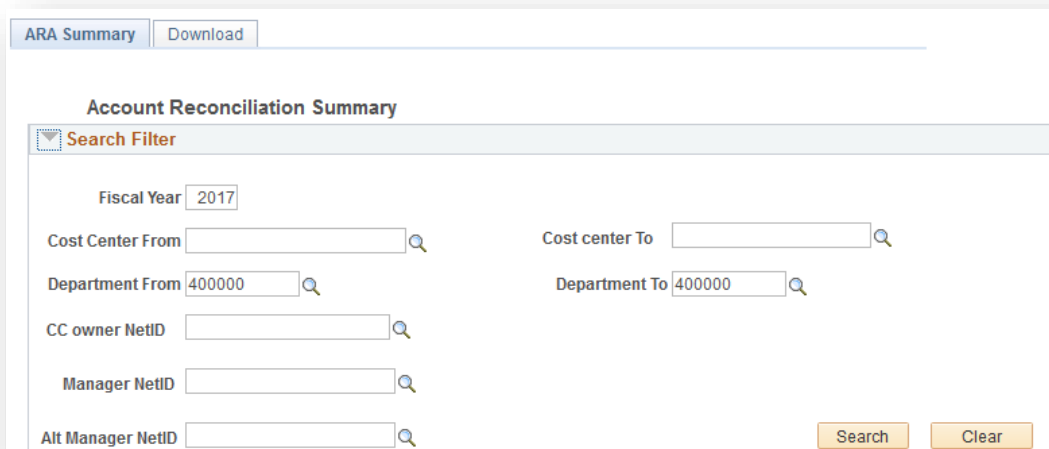 ARA Summary Download
Account Reconciliation Summary
Search Filter
Fiscal Year 2017
Cost Center From Cost center To
Department From 400000 Department To 400000
CC owner NetID
Manager NetID
Alt Manager NetID Search Clear